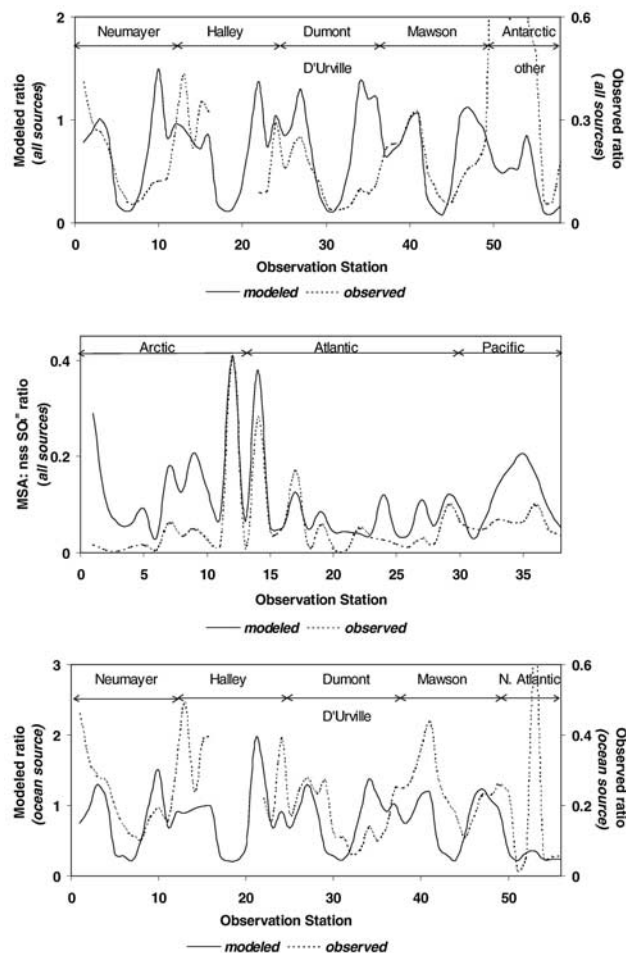 2
0.6
Neumayer Halley Dumont Mawson Antarctic
D'Urville other
Modeled ratio
(all sources)
Observed ratio
(all sources)
1
0.3
0
0
0 10 20 30 40 50
Observation Station
modeled observed
Arctic Atlantic Pacific
0.4
MSA: nss SO₄⁼ ratio
(all sources)
0.2
0
0 5 10 15 20 25 30 35
Observation Station
modeled observed
3
0.6
Neumayer Halley Dumont Mawson N. Atlantic
D'Urville
Modeled ratio
(ocean source)
Observed ratio
(ocean source)
2
0.4
1
0.2
0
0
0 10 20 30 40 50
Observation Station
modeled observed